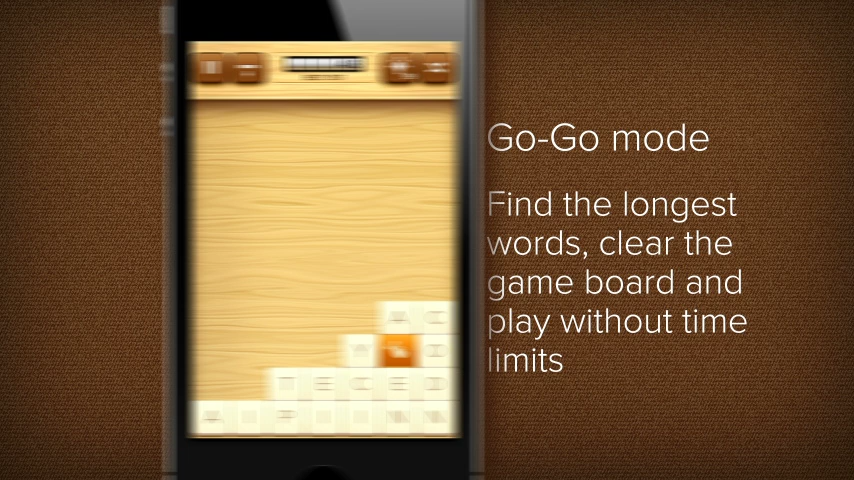 Go-Go mode
Find the longest
words, clear the
game board and
play without time
limits